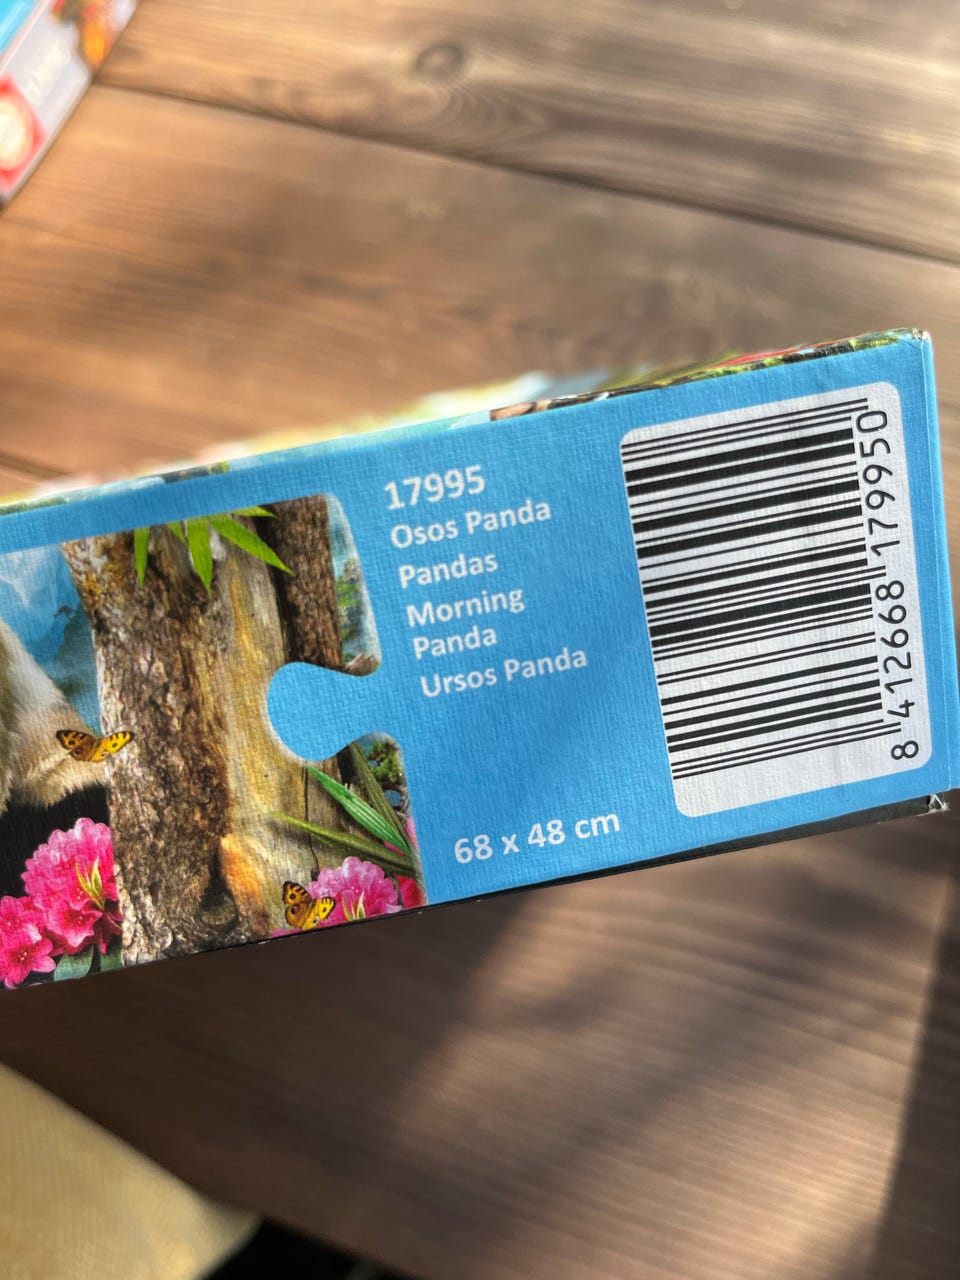 17995
Osos Panda
Pandas
Morning
Panda
Ursos Panda
68 x 48 cm
8 412668 179950